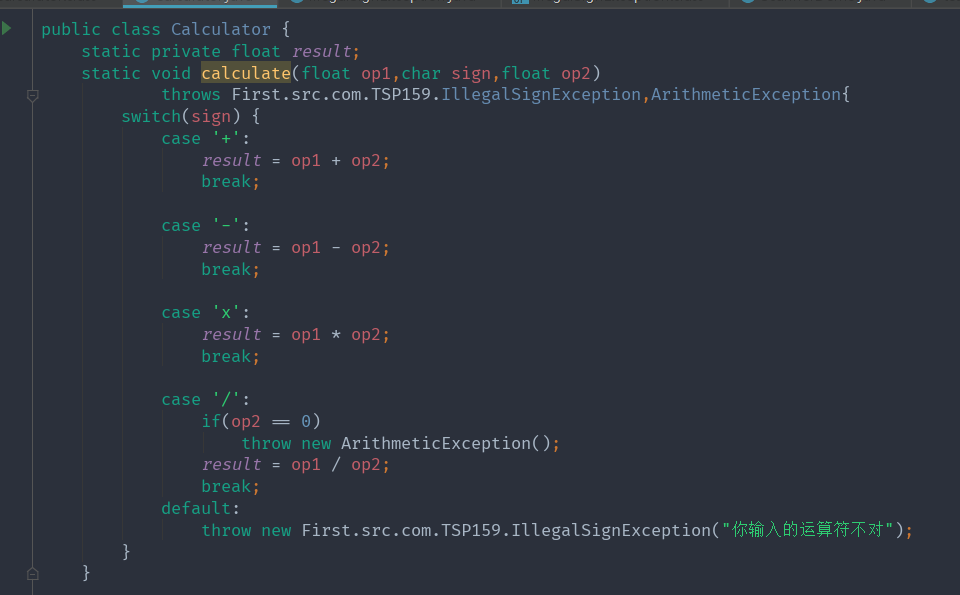 public class Calculator {
static private float result;
static void calculate(float op1,char sign,float op2)
throws First.src.com.TSP159.IllegalSignException,ArithmeticException{
switch(sign) {
case '+':
result = op1 + op2;
break;
case '-':
result = op1 - op2;
break;
case 'x':
result = op1 * op2;
break;
case '/':
if(op2 == 0)
throw new ArithmeticException();
result = op1 / op2;
break;
default:
throw new First.src.com.TSP159.IllegalSignException("你输入的运算符不对");
}
}